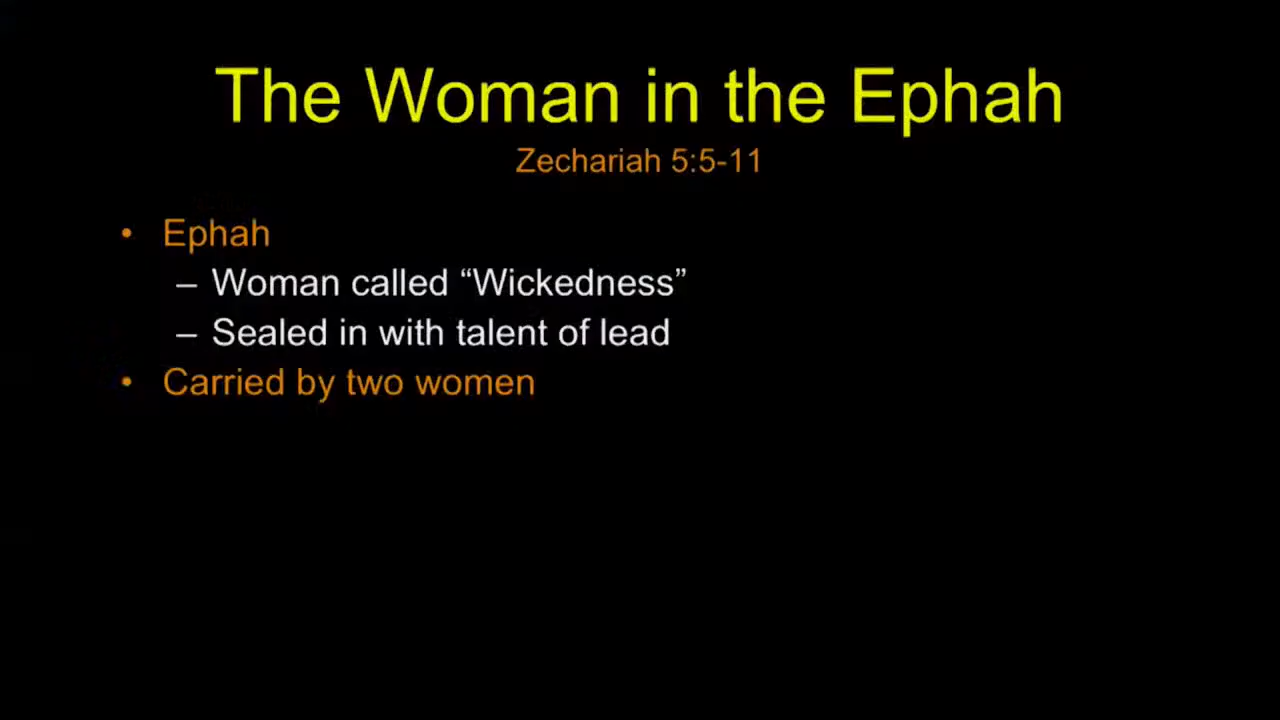 The Woman in the Ephah
Zechariah 5:5-11
• Ephah
– Woman called “Wickedness”
– Sealed in with talent of lead
• Carried by two women